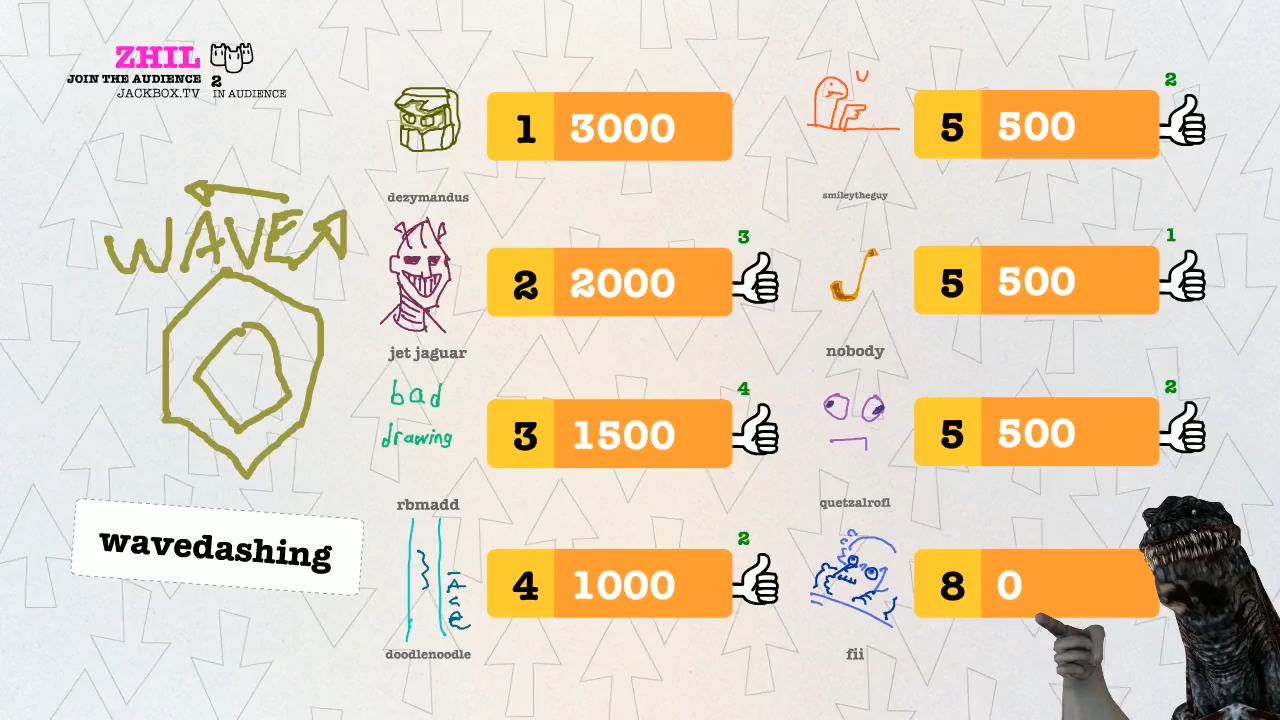 ZHIL
JOIN THE AUDIENCE
JACKBOX.TV
2
IN AUDIENCE
WAVE
wavedashing
1 3000
dezymandus
3
2 2000
jet jaguar
bad
drawing
4
3 1500
rbmadd
2
4 1000
doodlenoodle
U
2
5 500
smileytheguy
1
5 500
nobody
2
5 500
quetzalrofl
8 0
fii